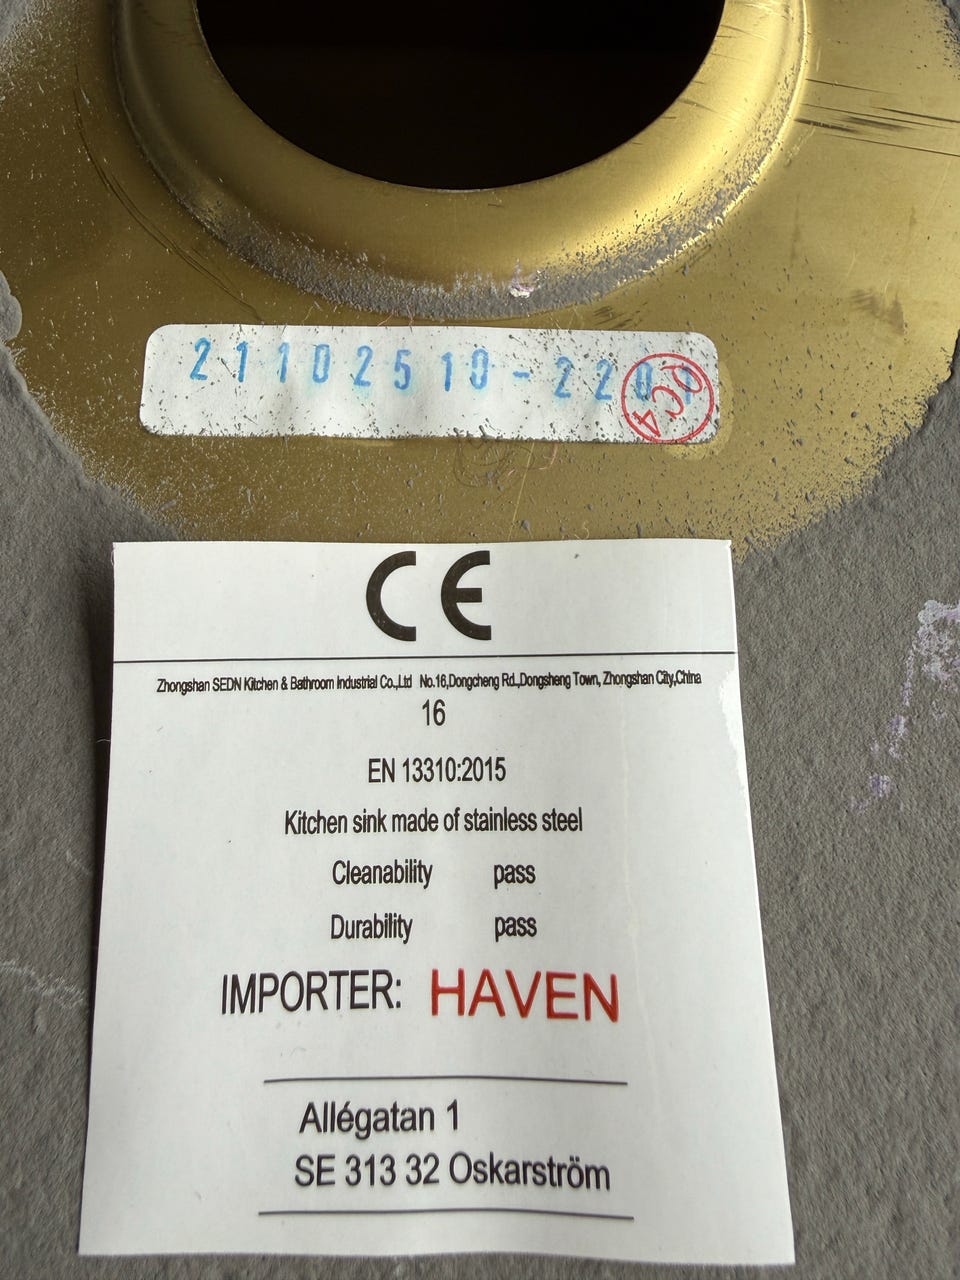 21102510-2201
QC4
CE
Zhongshan SEDN Kitchen & Bathroom Industrial Co.,Ltd No.16,Dongcheng Rd.,Dongsheng Town, Zhongshan City,China
16
EN 13310:2015
Kitchen sink made of stainless steel
Cleanability pass
Durability pass
IMPORTER: HAVEN
Allégatan 1
SE 313 32 Oskarström